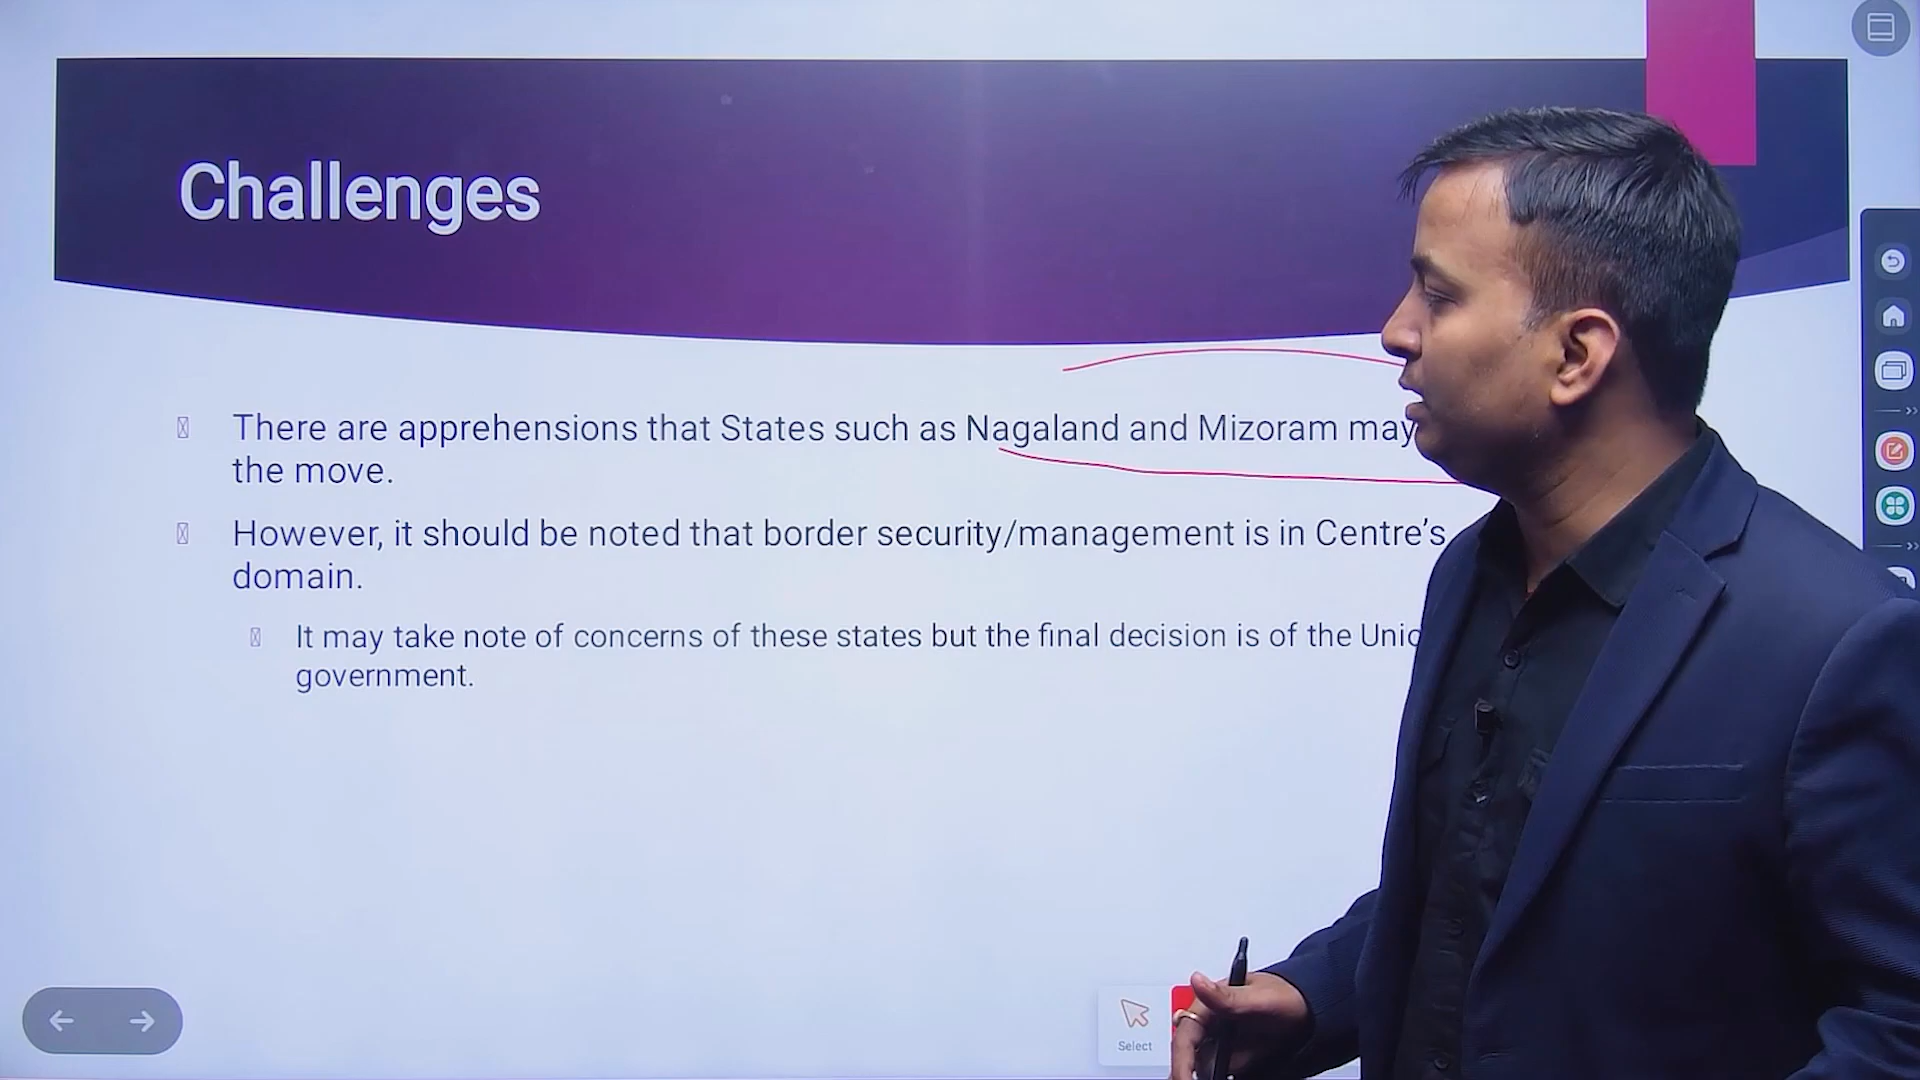 Challenges
There are apprehensions that States such as Nagaland and Mizoram may
the move.
However, it should be noted that border security/management is in Centre's
domain.
It may take note of concerns of these states but the final decision is of the
government.
Select